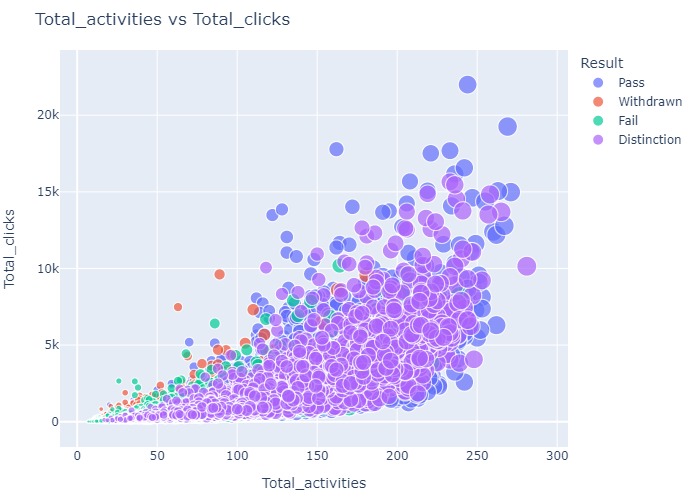 Total_activities vs Total_clicks
Result
Pass
Withdrawn
Fail
Distinction
Total_clicks
20k
15k
10k
5k
0
0
50
100
150
200
250
300
Total_activities